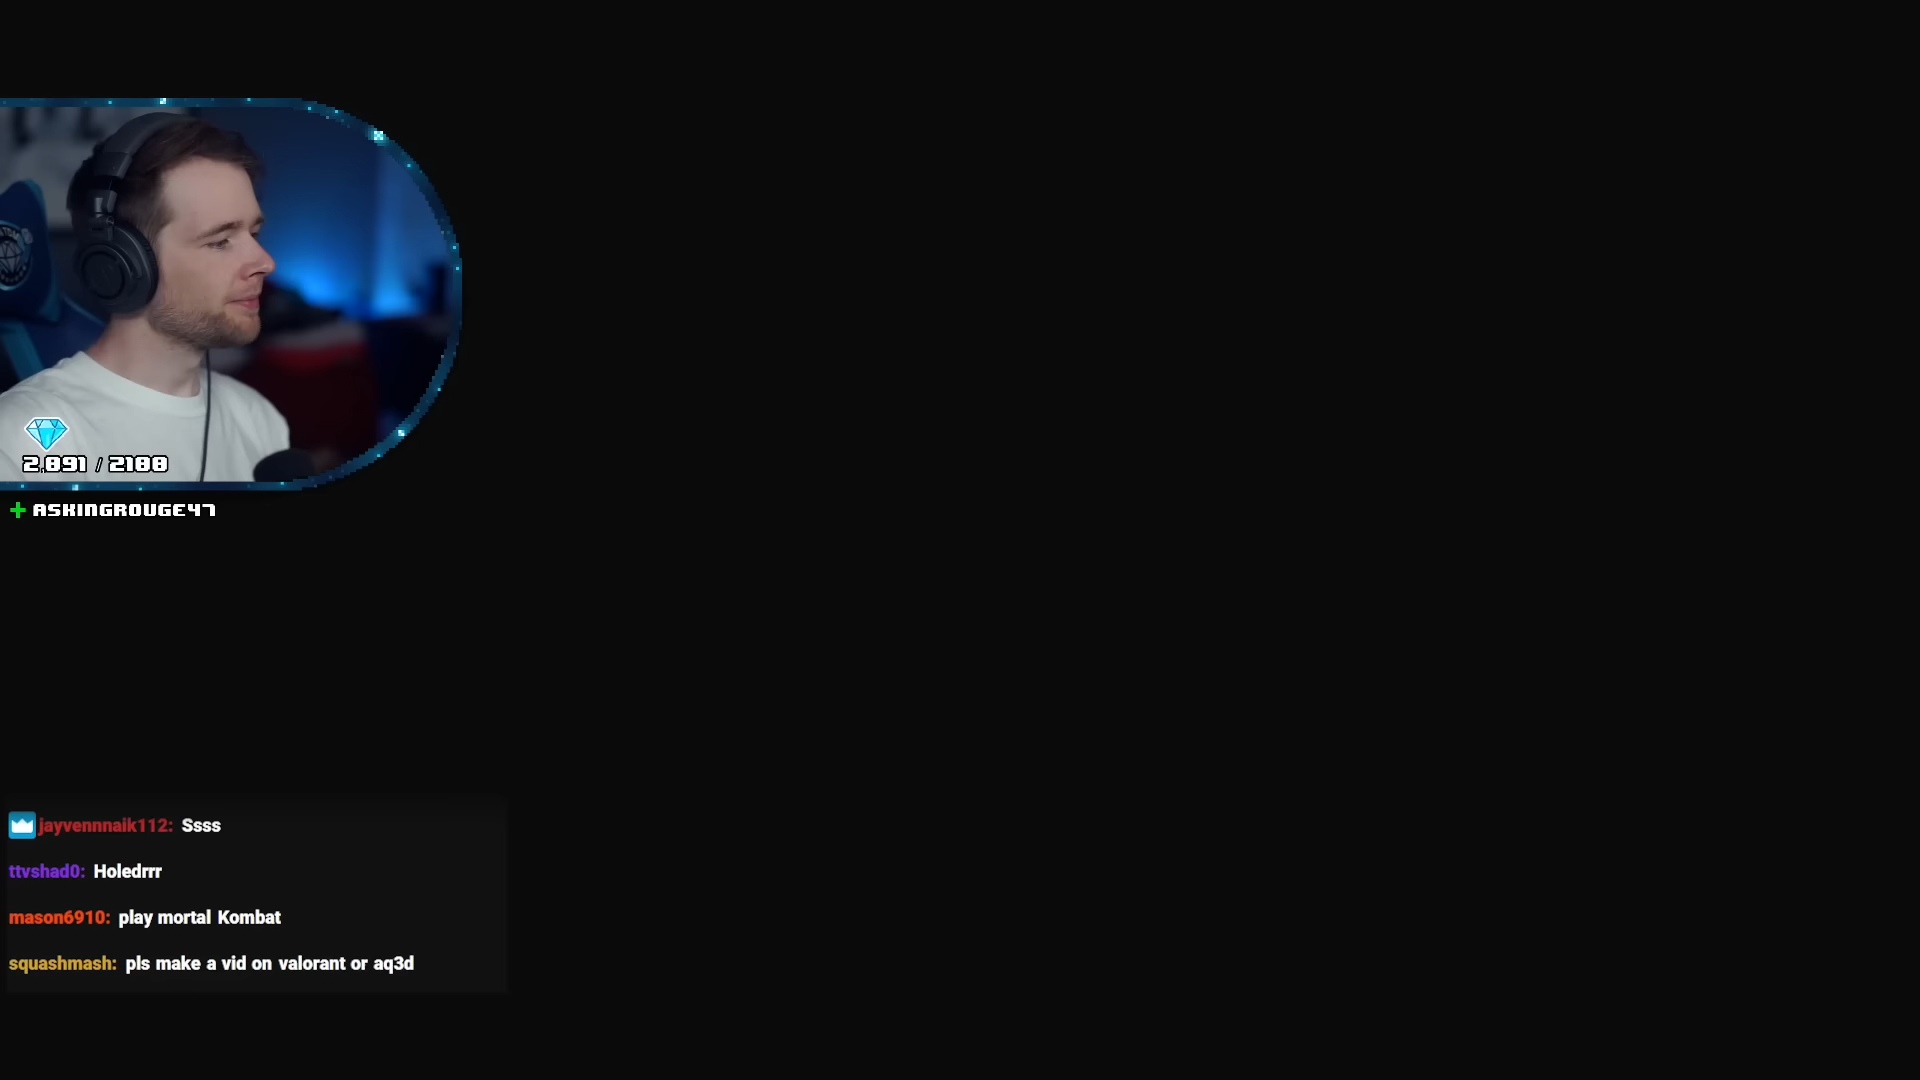 2,891 / 2188
+ ASKINGROUGE47
jayvennnaik112: Ssss
ttvshad0: Holedrrr
mason6910: play mortal Kombat
squashmash: pls make a vid on valorant or aq3d